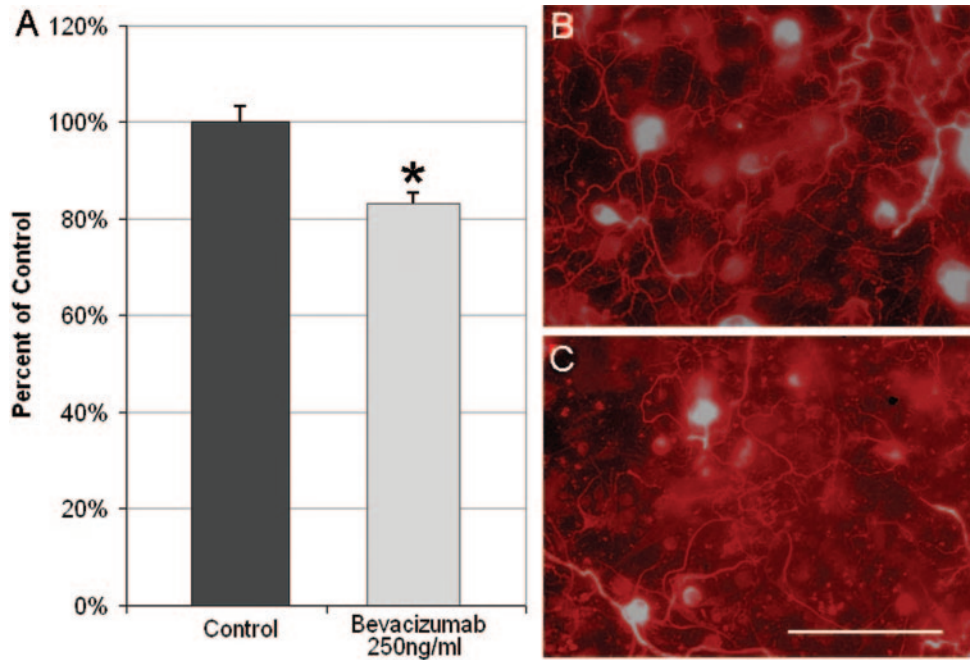 A
120%
100%
80%
60%
40%
20%
0%
Percent of Control
*
Control
Bevacizumab
250ng/ml
B
C